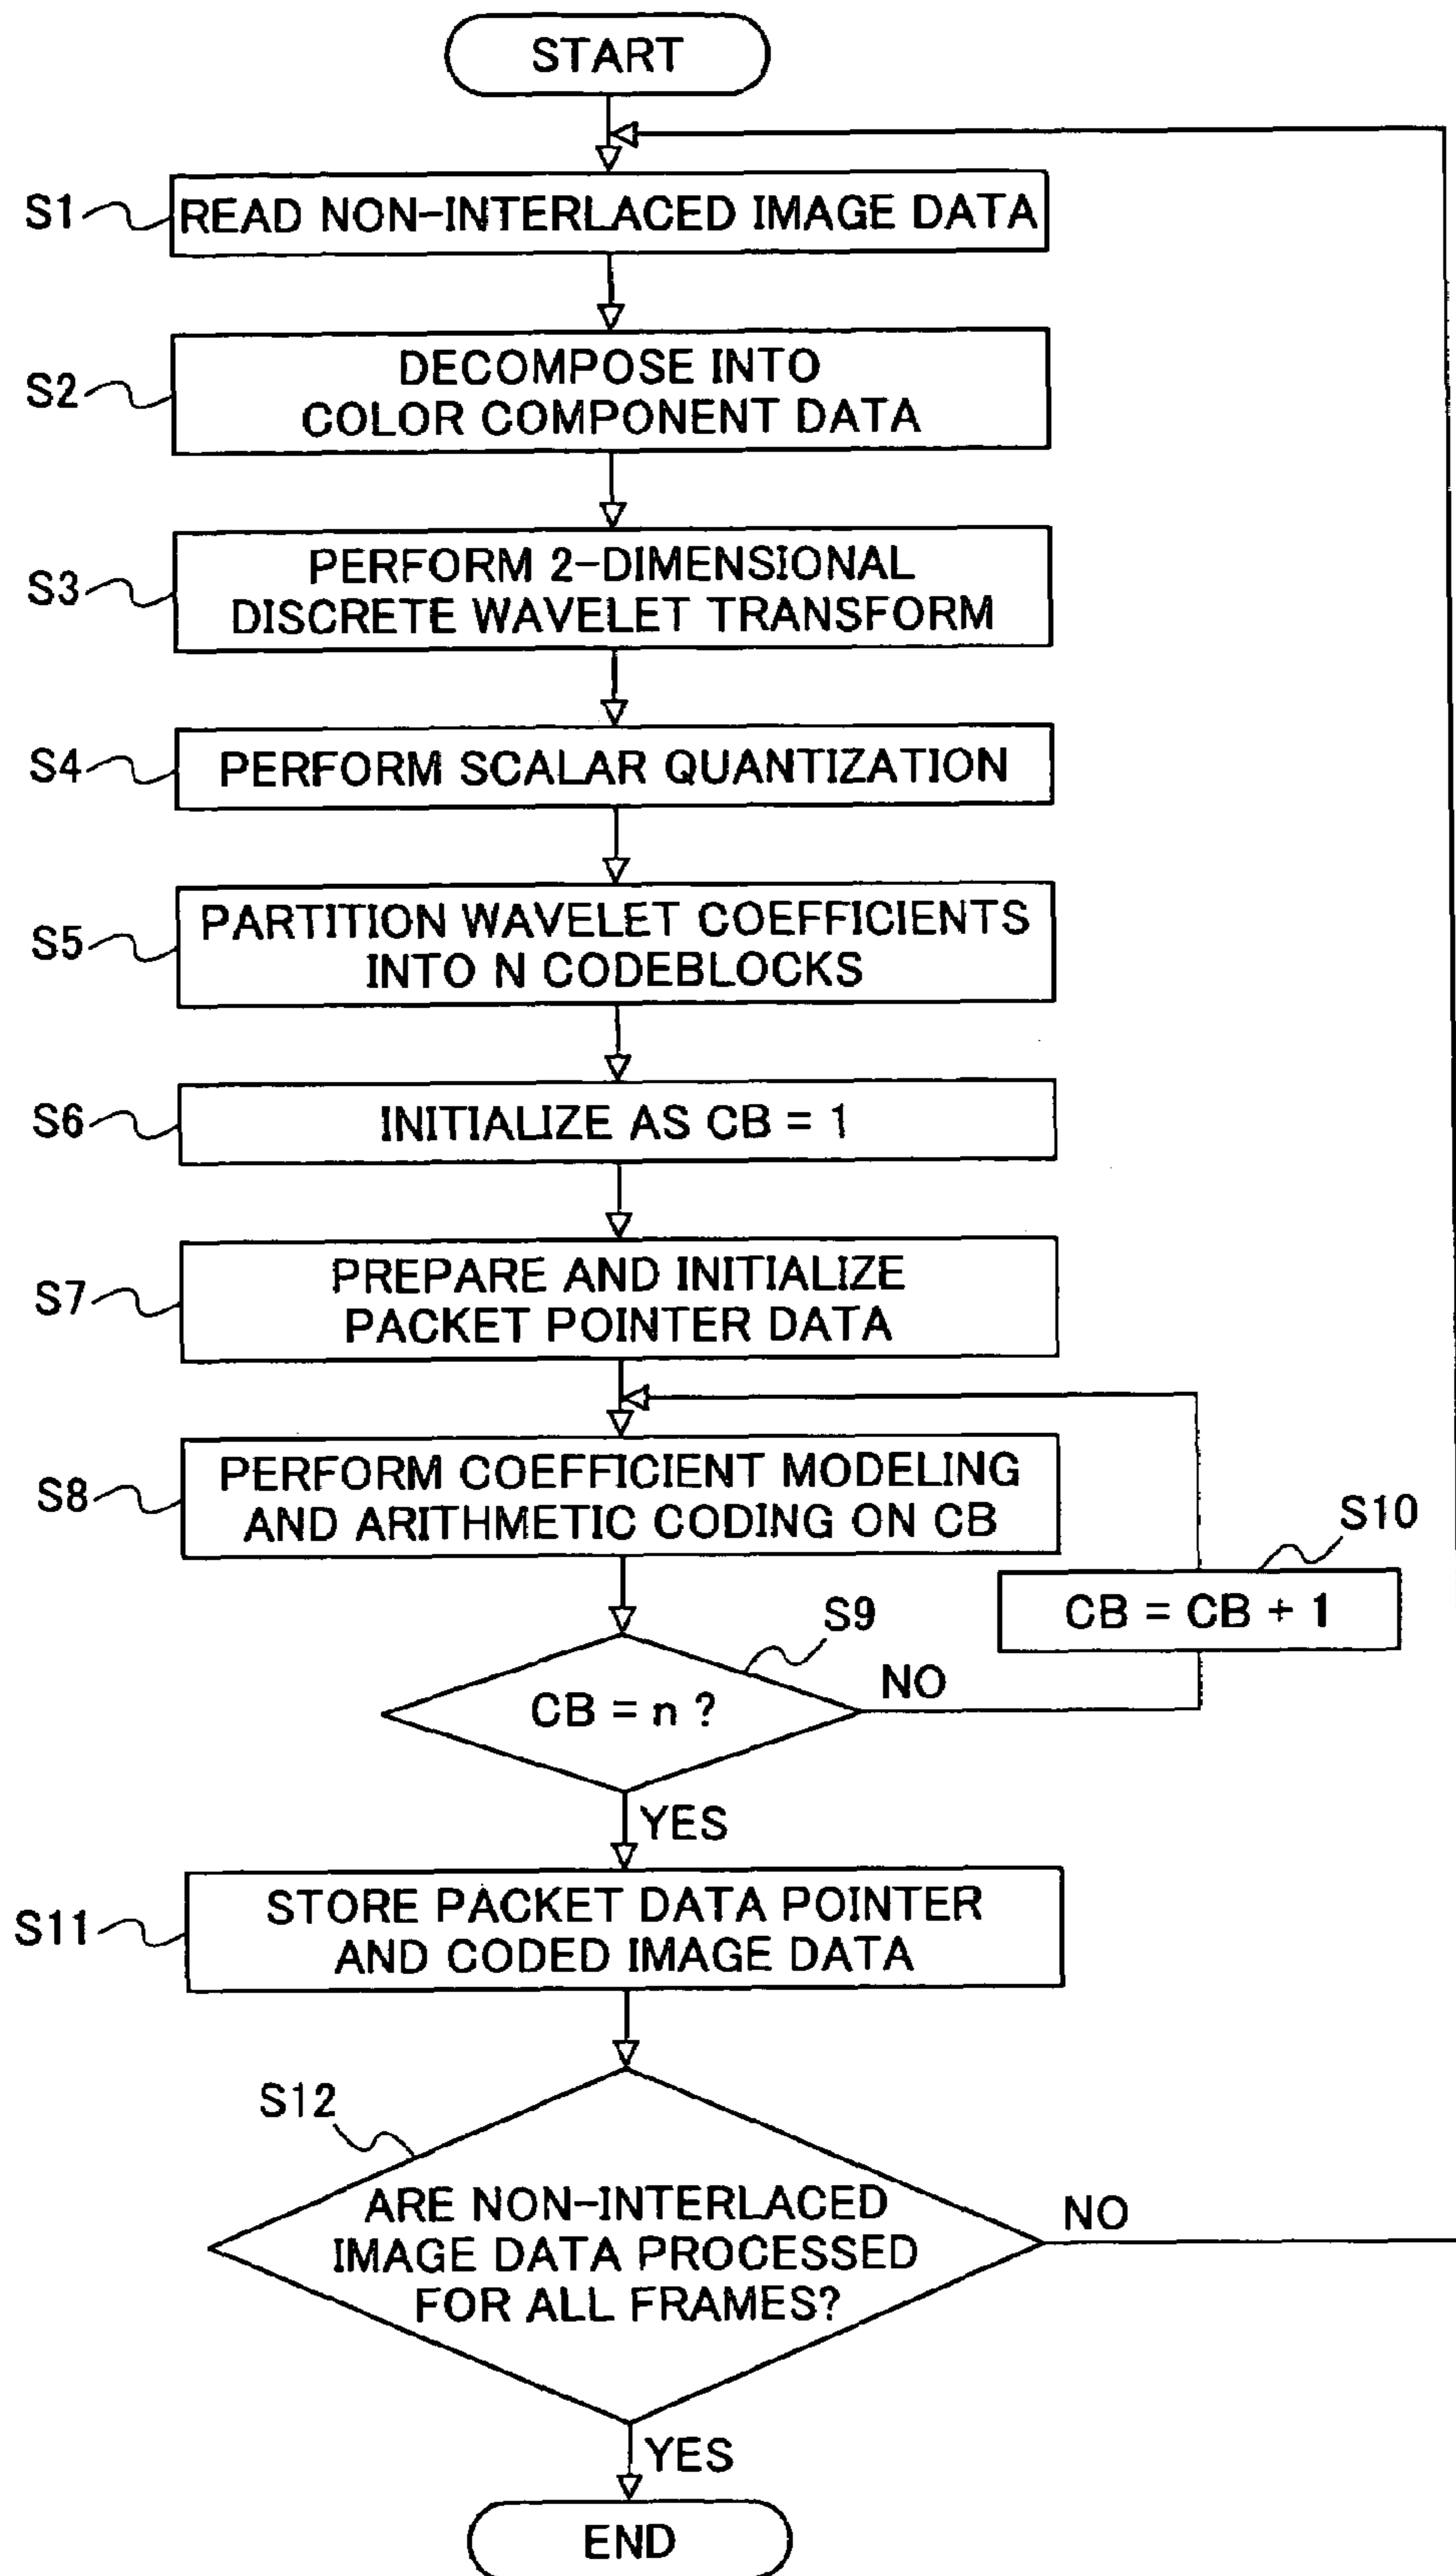 START
S1
READ NON-INTERLACED IMAGE DATA
S2
DECOMPOSE INTO
COLOR COMPONENT DATA
S3
PERFORM 2-DIMENSIONAL
DISCRETE WAVELET TRANSFORM
S4
PERFORM SCALAR QUANTIZATION
S5
PARTITION WAVELET COEFFICIENTS
INTO N CODEBLOCKS
S6
INITIALIZE AS CB = 1
S7
PREPARE AND INITIALIZE
PACKET POINTER DATA
S8
PERFORM COEFFICIENT MODELING
AND ARITHMETIC CODING ON CB
S10
CB = CB + 1
S9
CB = n ?
NO
YES
S11
STORE PACKET DATA POINTER
AND CODED IMAGE DATA
S12
ARE NON-INTERLACED
IMAGE DATA PROCESSED
FOR ALL FRAMES?
NO
YES
END